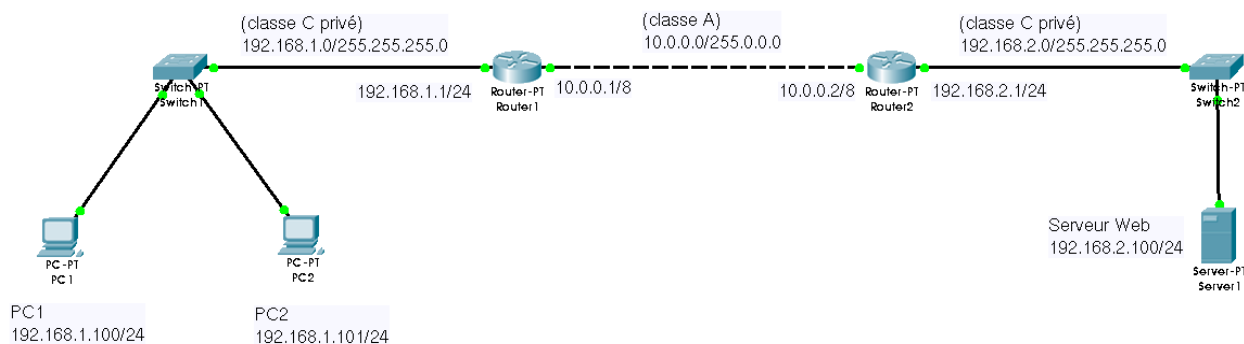 (classe C privé)
192.168.1.0/255.255.255.0
(classe A)
10.0.0.0/255.0.0.0
(classe C privé)
192.168.2.0/255.255.255.0
Switch-PT
Switch1
192.168.1.1/24
Router-PT
Router1
10.0.0.1/8
10.0.0.2/8
Router-PT
Router2
192.168.2.1/24
Switch-PT
Switch2
PC-PT
PC1
PC-PT
PC2
Serveur Web
192.168.2.100/24
Server-PT
Server1
PC1
192.168.1.100/24
PC2
192.168.1.101/24